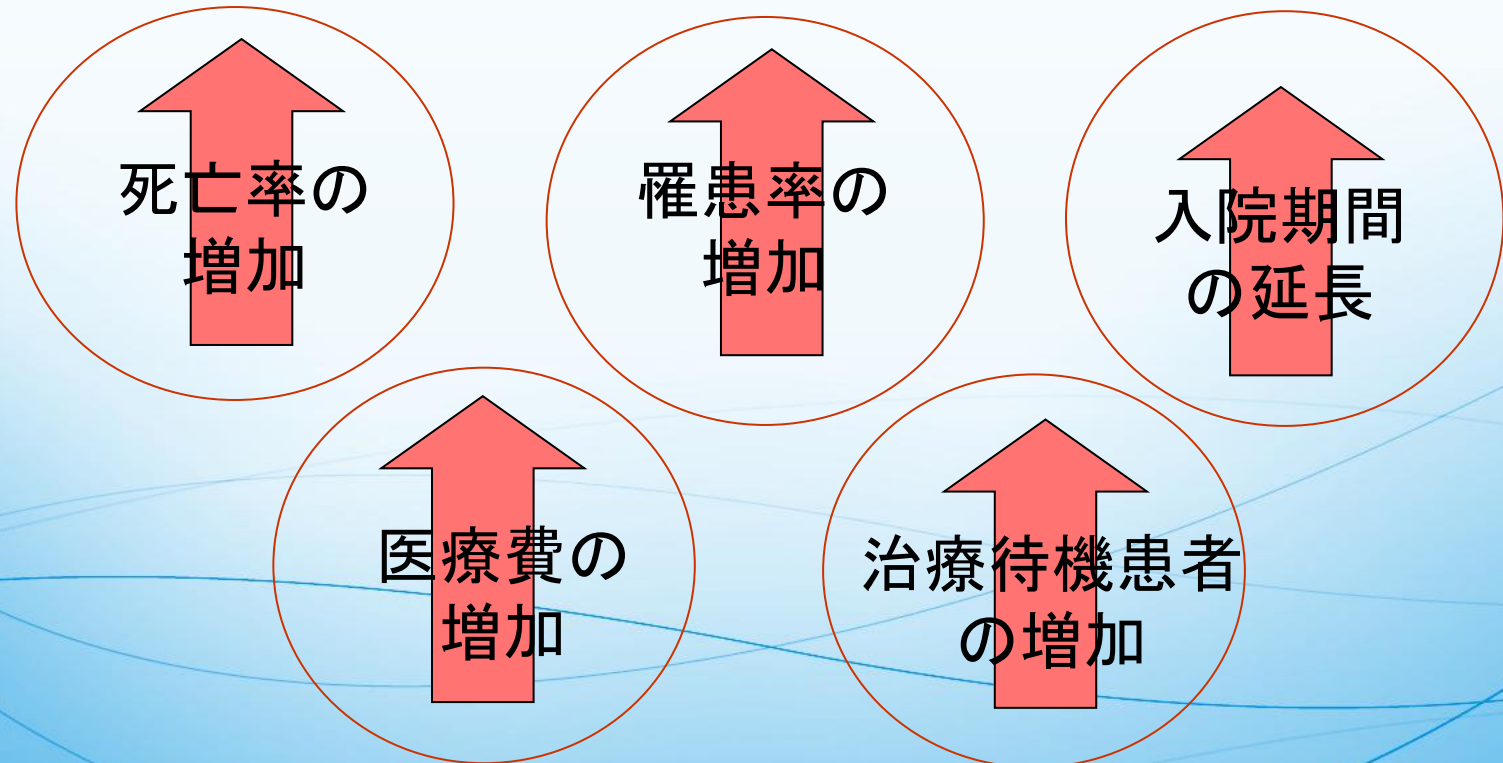 死亡率の
増加
罹患率の
増加
入院期間
の延長
医療費の
増加
治療待機患者
の増加